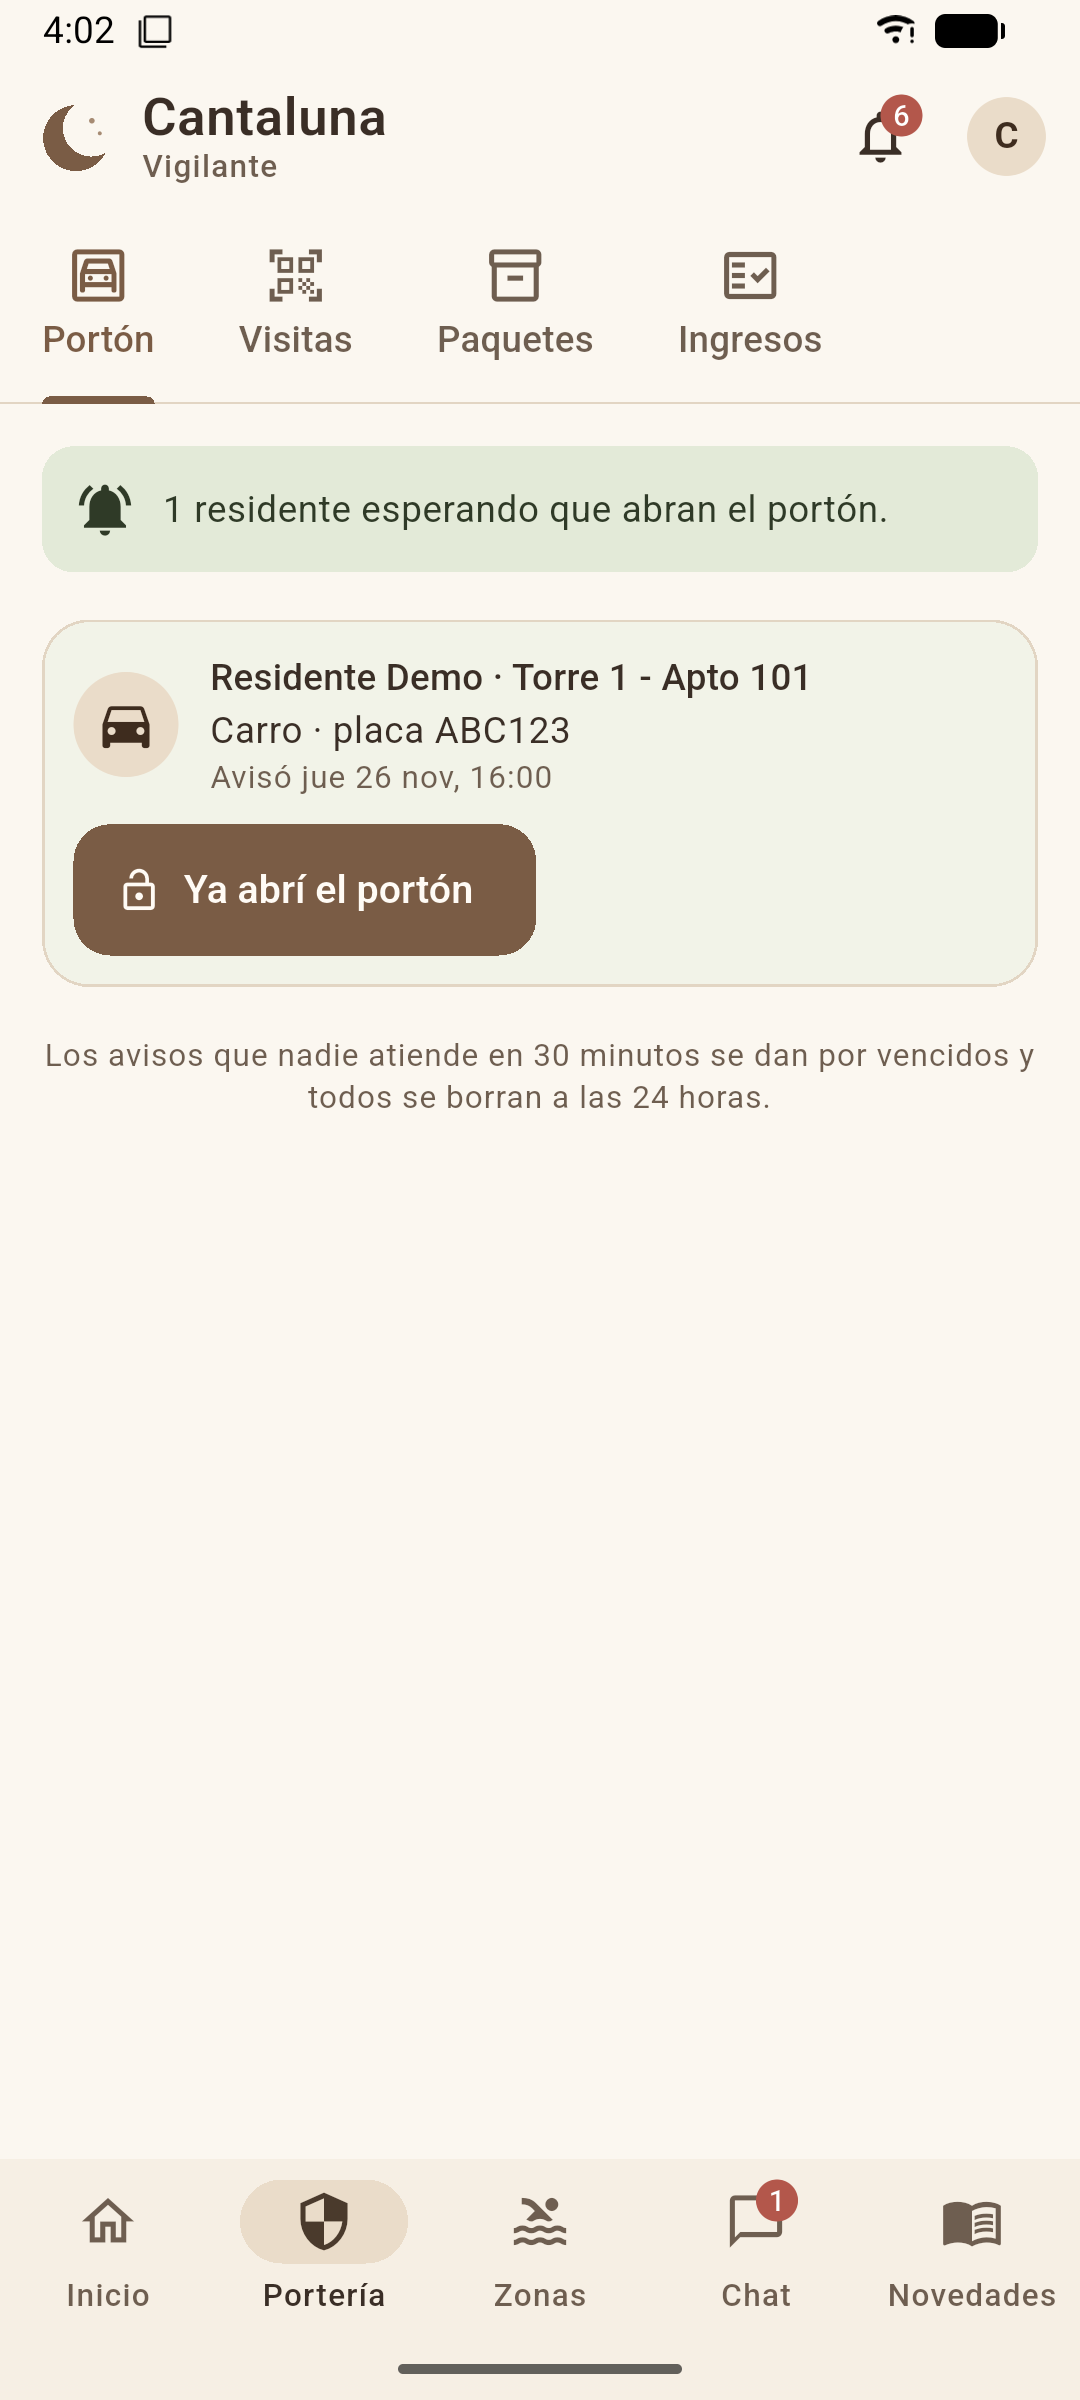 4:02
Cantaluna
6
C
Vigilante
Portón
Visitas
Paquetes
Ingresos
1 residente esperando que abran el portón.
Residente Demo · Torre 1 - Apto 101
Carro · placa ABC123
Avisó jue 26 nov, 16:00
Ya abrí el portón
Los avisos que nadie atiende en 30 minutos se dan por vencidos y
todos se borran a las 24 horas.
1
Inicio
Portería
Zonas
Chat
Novedades